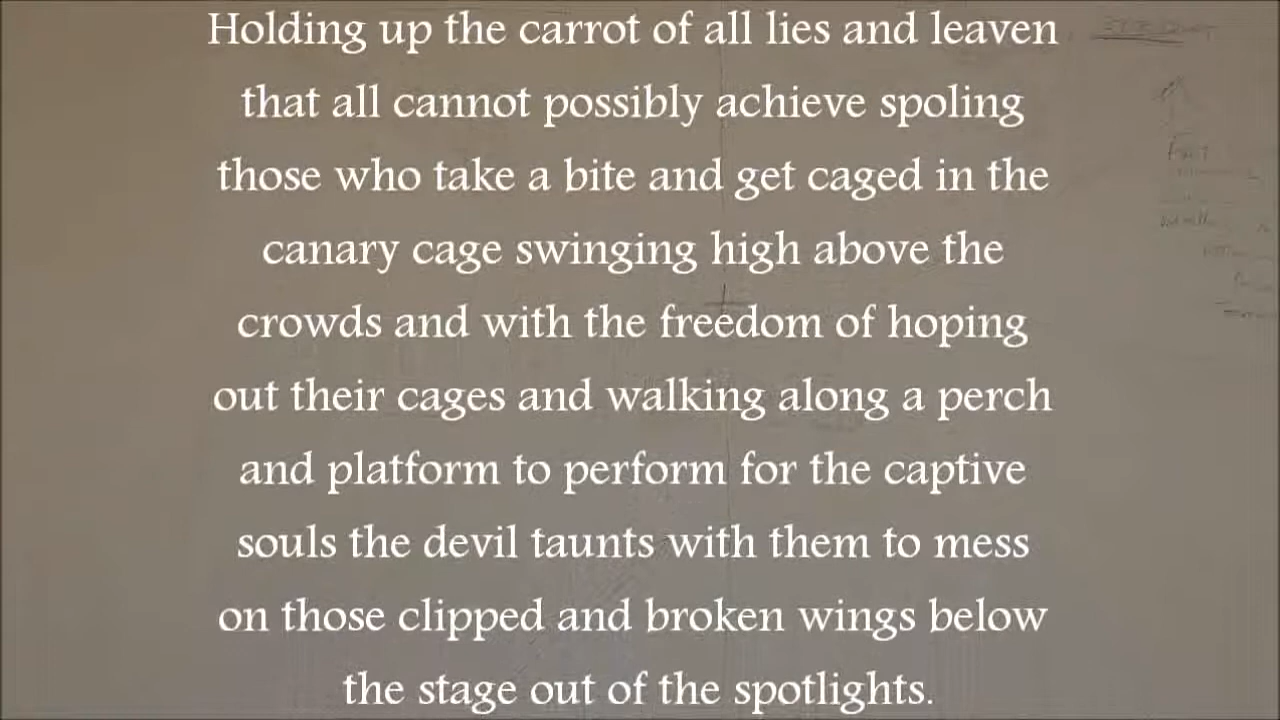 Holding up the carrot of all lies and leaven
that all cannot possibly achieve spoling
those who take a bite and get caged in the
canary cage swinging high above the
crowds and with the freedom of hoping
out their cages and walking along a perch
and platform to perform for the captive
souls the devil taunts with them to mess
on those clipped and broken wings below
the stage out of the spotlights.